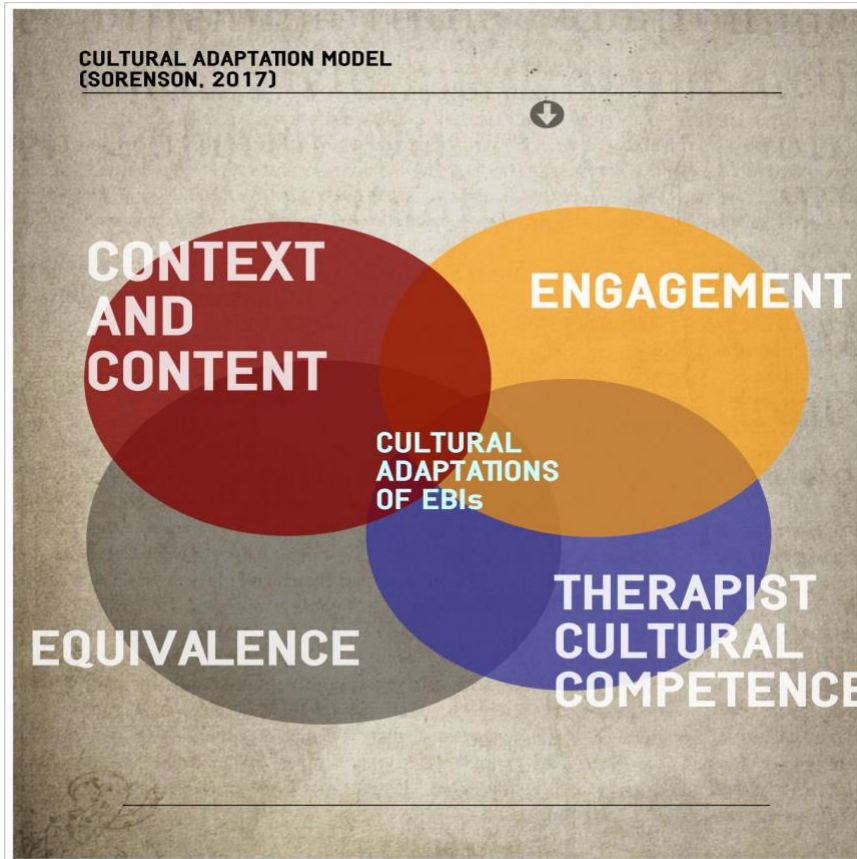 CULTURAL ADAPTATION MODEL
(SORENSON, 2017)
CONTEXT
AND
CONTENT
ENGAGEMENT
CULTURAL
ADAPTATIONS
OF EBIs
EQUIVALENCE
THERAPIST
CULTURAL
COMPETENCE